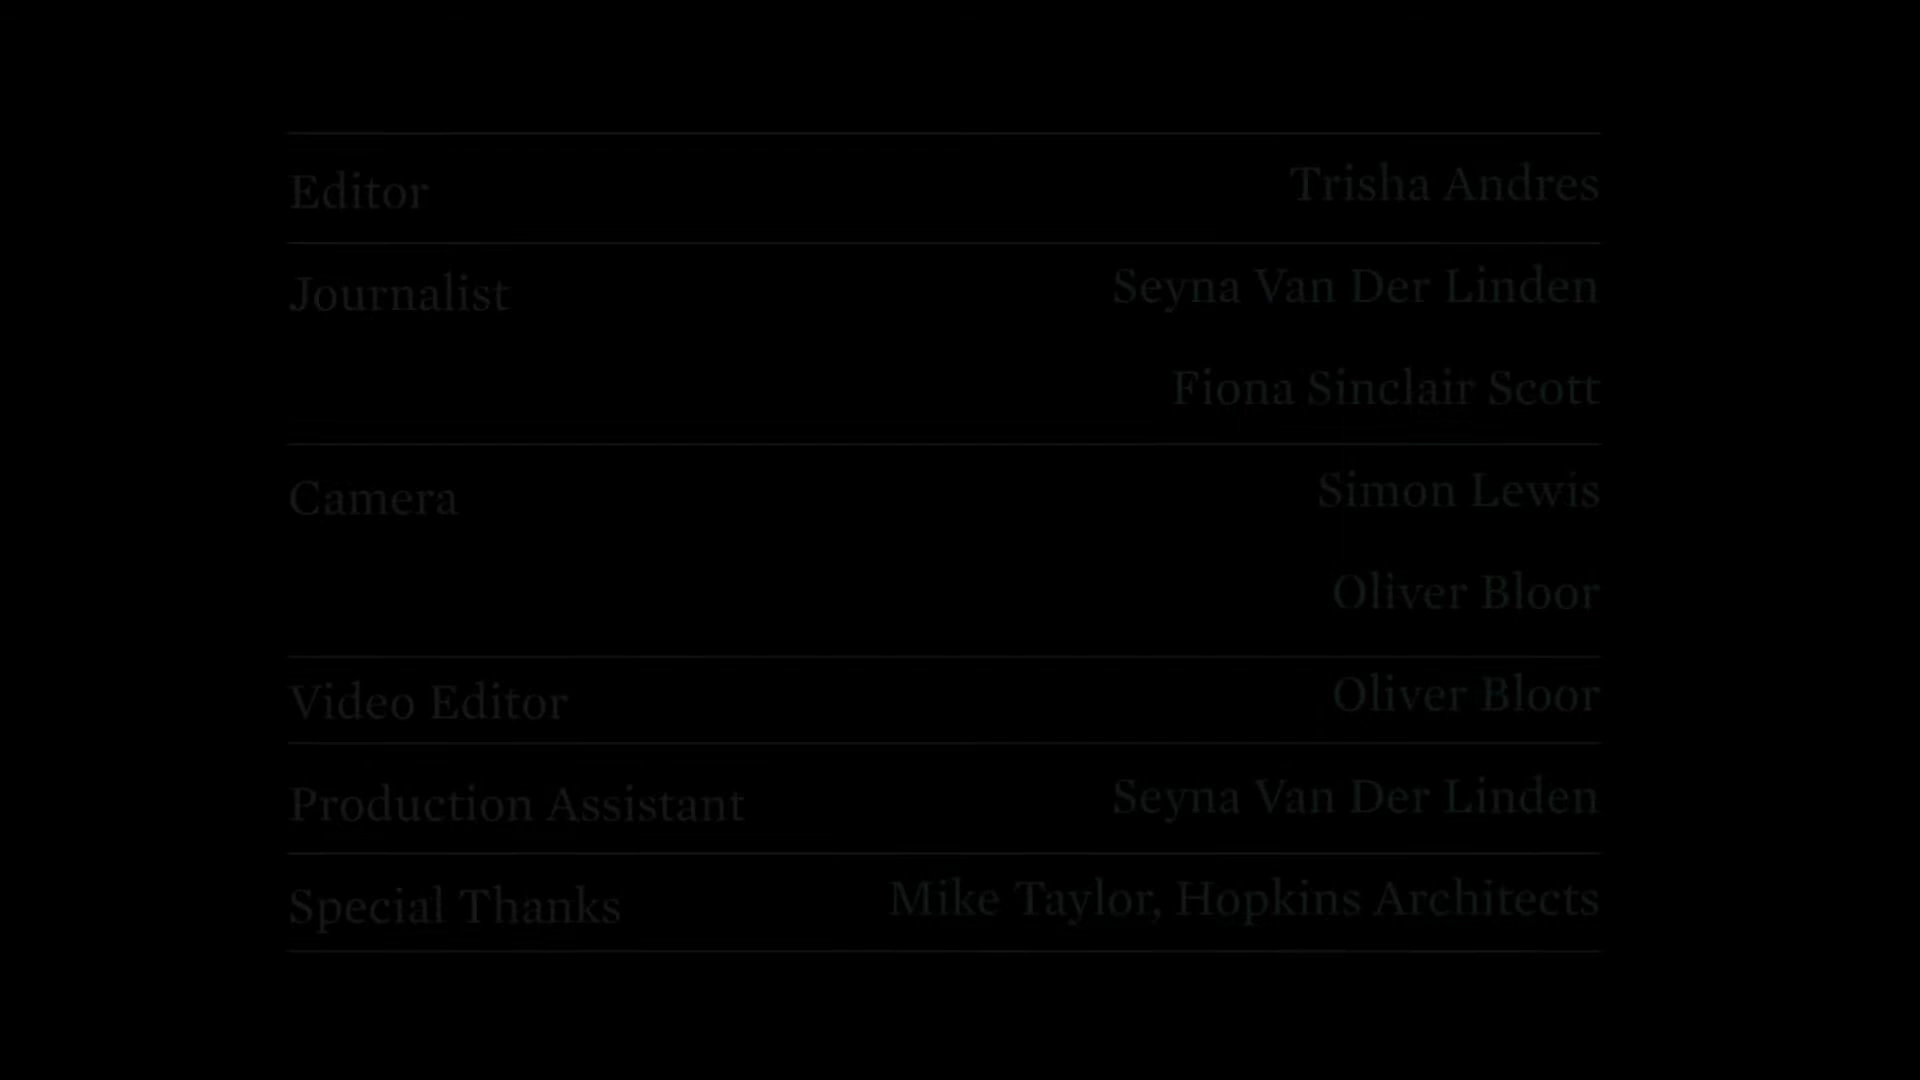 Editor Trisha Andres
Journalist Seyna Van Der Linden
Fiona Sinclair Scott
Camera Simon Lewis
Oliver Bloor
Video Editor Oliver Bloor
Production Assistant Seyna Van Der Linden
Special Thanks Mike Taylor, Hopkins Architects